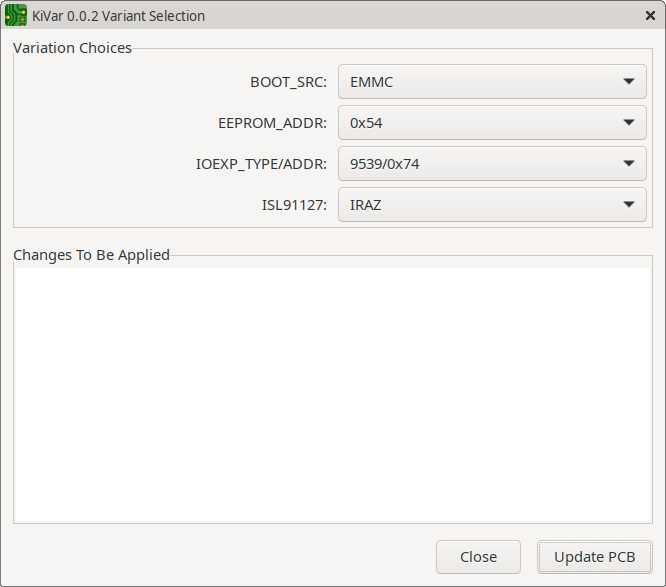 KiVar 0.0.2 Variant Selection
Variation Choices
BOOT_SRC: EMMC
EEPROM_ADDR: 0x54
IOEXP_TYPE/ADDR: 9539/0x74
ISL91127: IRAZ
Changes To Be Applied
Close Update PCB